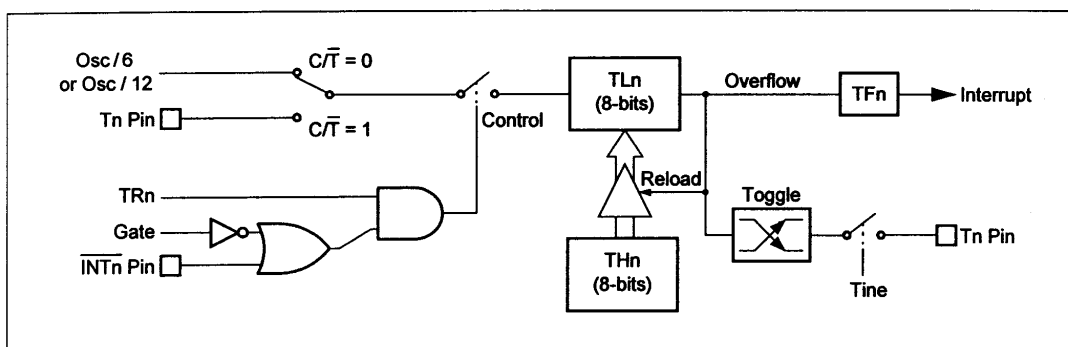 Osc / 6
or Osc / 12
C/T̅ = 0
Tn Pin
C/T̅ = 1
Control
TRn
Gate
I̅N̅T̅n̅ Pin
TLn
(8-bits)
Overflow
TFn
Interrupt
Reload
THn
(8-bits)
Toggle
Tn Pin
Tine